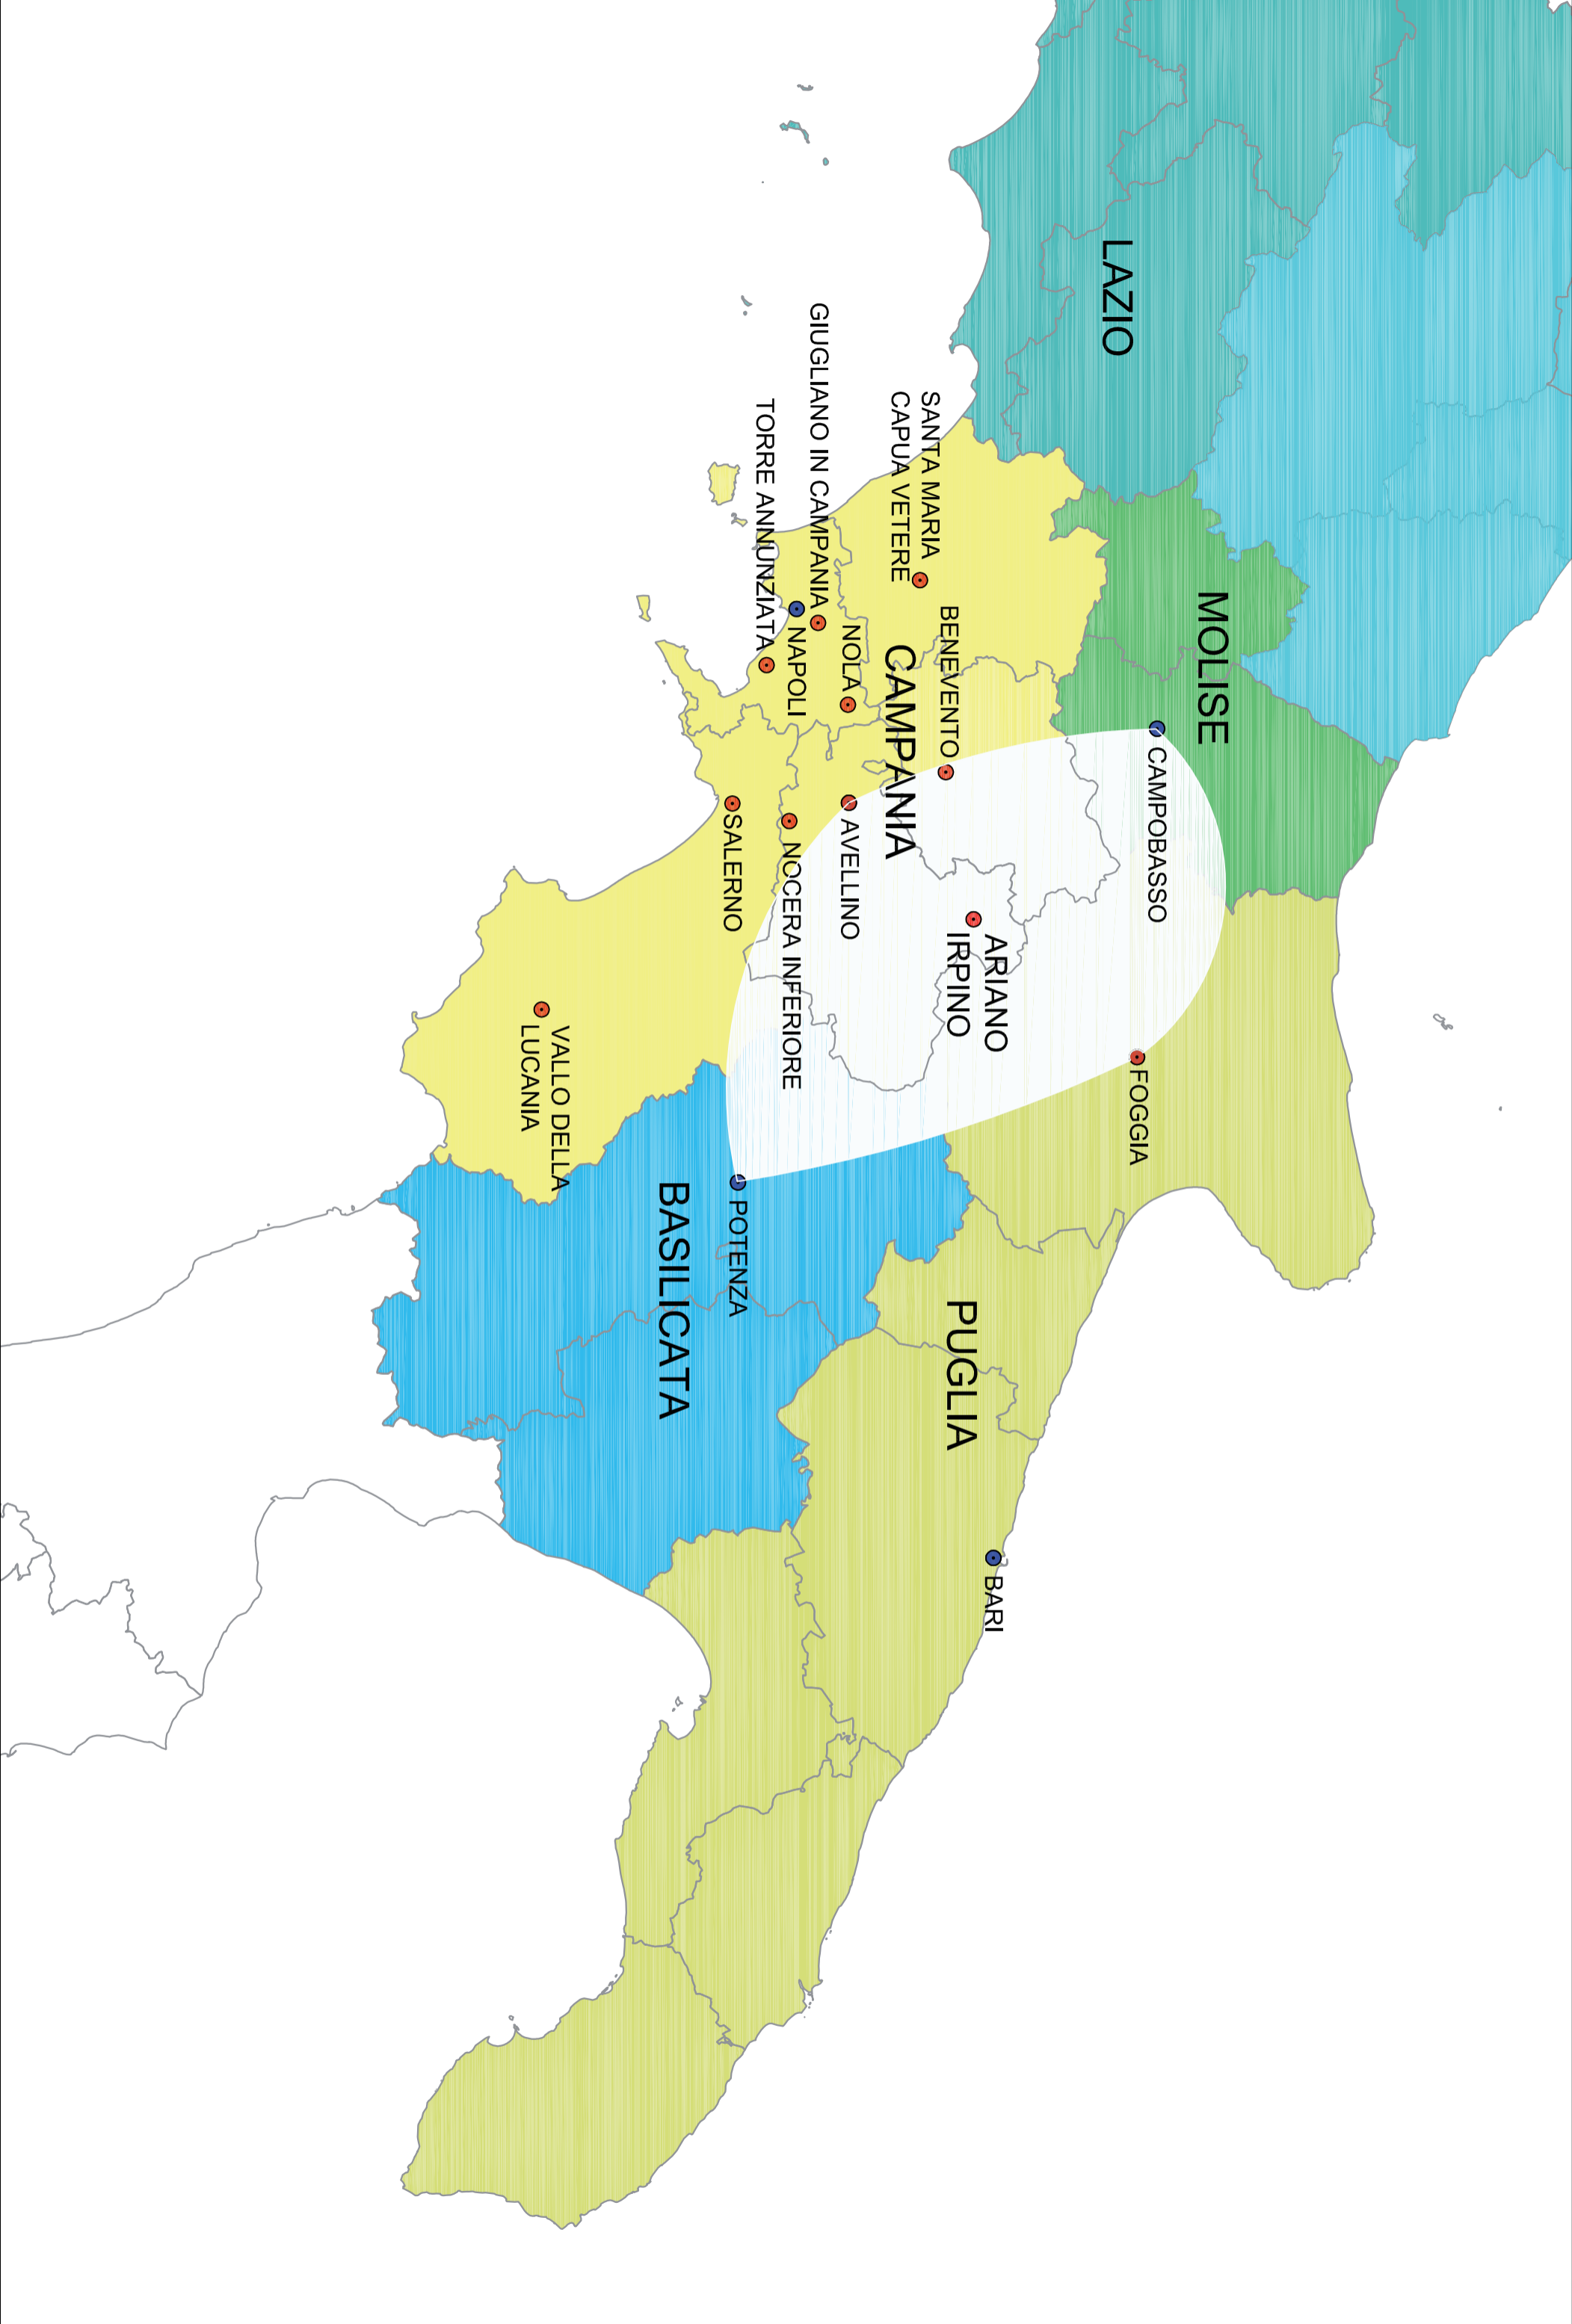 LAZIO
MOLISE
SANTA MARIA
CAPUA VETERE
GIUGLIANO IN CAMPANIA
TORRE ANNUNZIATA
BENEVENTO
NOLA
NAPOLI
CAMPANIA
CAMPOBASSO
AVELLINO
NOCERA INFERIORE
SALERNO
ARIANO
IRPINO
FOGGIA
VALLO DELLA
LUCANIA
POTENZA
BASILICATA
PUGLIA
BARI